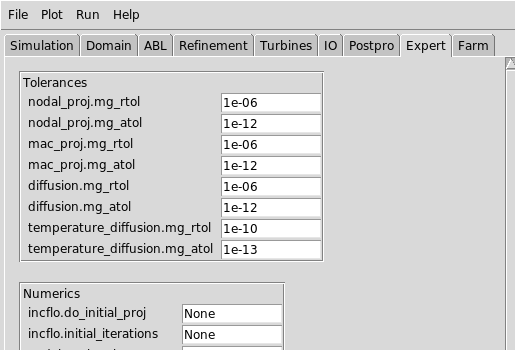 File Plot Run Help
Simulation Domain ABL Refinement Turbines IO Postpro Expert Farm
Tolerances
nodal_proj.mg_rtol 1e-06
nodal_proj.mg_atol 1e-12
mac_proj.mg_rtol 1e-06
mac_proj.mg_atol 1e-12
diffusion.mg_rtol 1e-06
diffusion.mg_atol 1e-12
temperature_diffusion.mg_rtol 1e-10
temperature_diffusion.mg_atol 1e-13
Numerics
incflo.do_initial_proj None
incflo.initial_iterations None